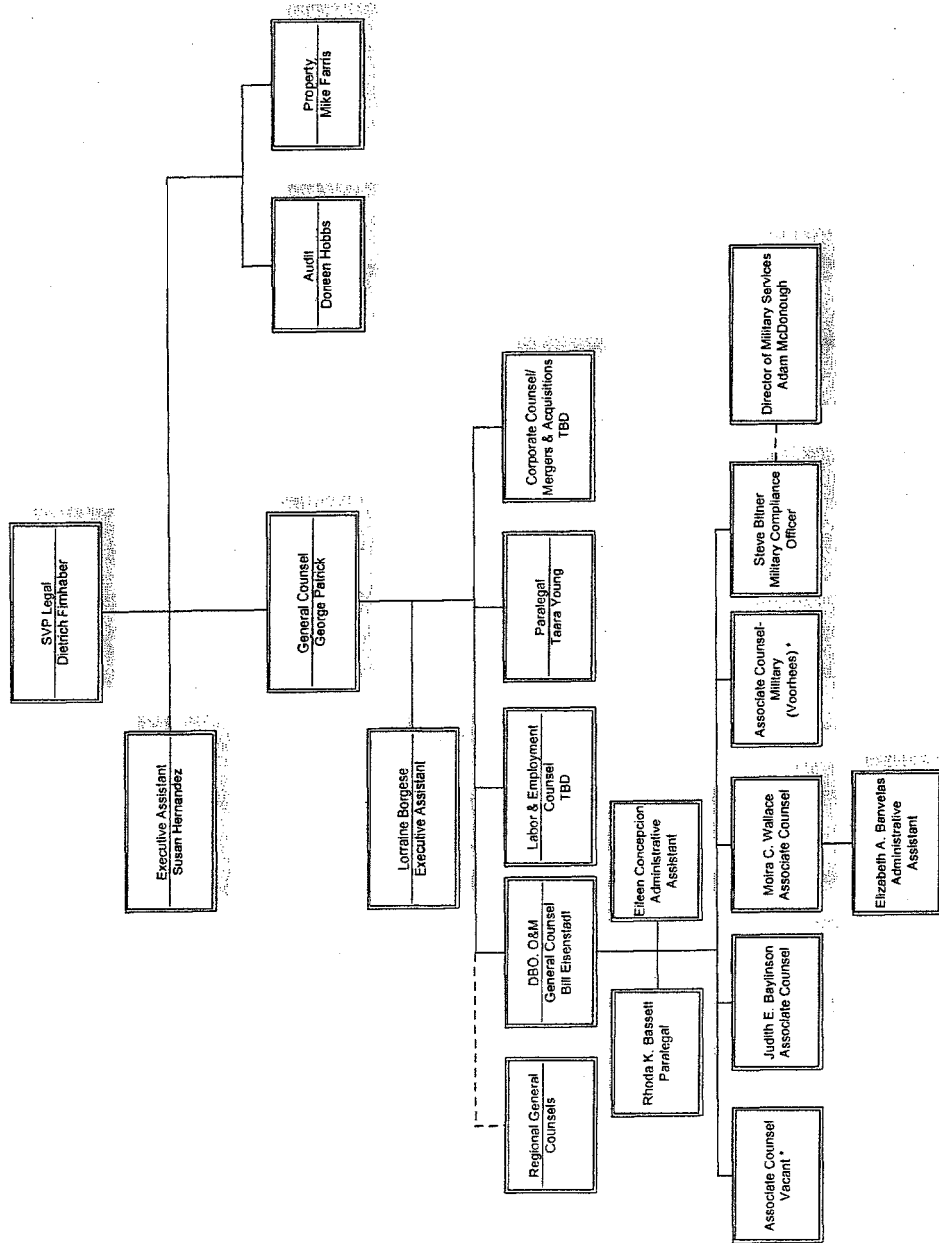 SVP Legal
Dietrich Firnhaber
Executive Assistant
Susan Hernandez
Audit
Doneen Hobbs
Property
Mike Farris
General Counsel
George Patrick
Lorraine Borgese
Executive Assistant
Regional General
Counsels
DBO, O&M
General Counsel
Bill Eisenstadt
Labor & Employment
Counsel
TBD
Paralegal
Taara Young
Corporate Counsel/
Mergers & Acquisitions
TBD
Rhoda K. Bassett
Paralegal
Eileen Concepcion
Administrative
Assistant
Associate Counsel
Vacant *
Judith E. Baylinson
Associate Counsel
Moira C. Wallace
Associate Counsel
Associate Counsel-
Military
(Voorhees) *
Steve Bitner
Military Compliance
Officer
Director of Military Services
Adam McDonough
Elizabeth A. Banvelas
Administrative
Assistant